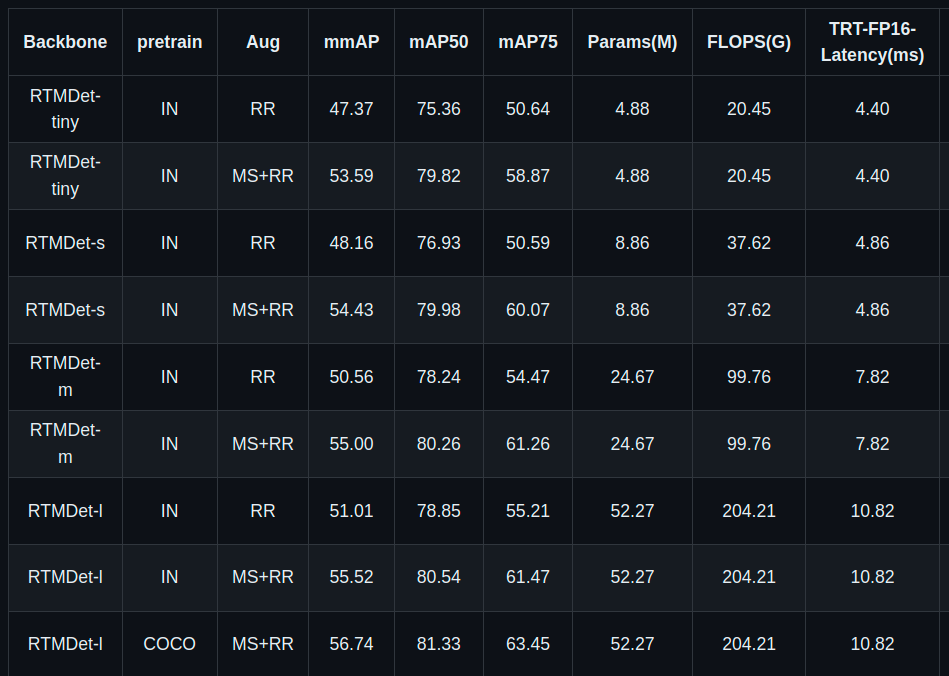 Backbone pretrain Aug mmAP mAP50 mAP75 Params(M) FLOPS(G) TRT-FP16-
Latency(ms)
RTMDet-
tiny IN RR 47.37 75.36 50.64 4.88 20.45 4.40
RTMDet-
tiny IN MS+RR 53.59 79.82 58.87 4.88 20.45 4.40
RTMDet-s IN RR 48.16 76.93 50.59 8.86 37.62 4.86
RTMDet-s IN MS+RR 54.43 79.98 60.07 8.86 37.62 4.86
RTMDet-
m IN RR 50.56 78.24 54.47 24.67 99.76 7.82
RTMDet-
m IN MS+RR 55.00 80.26 61.26 24.67 99.76 7.82
RTMDet-l IN RR 51.01 78.85 55.21 52.27 204.21 10.82
RTMDet-l IN MS+RR 55.52 80.54 61.47 52.27 204.21 10.82
RTMDet-l COCO MS+RR 56.74 81.33 63.45 52.27 204.21 10.82